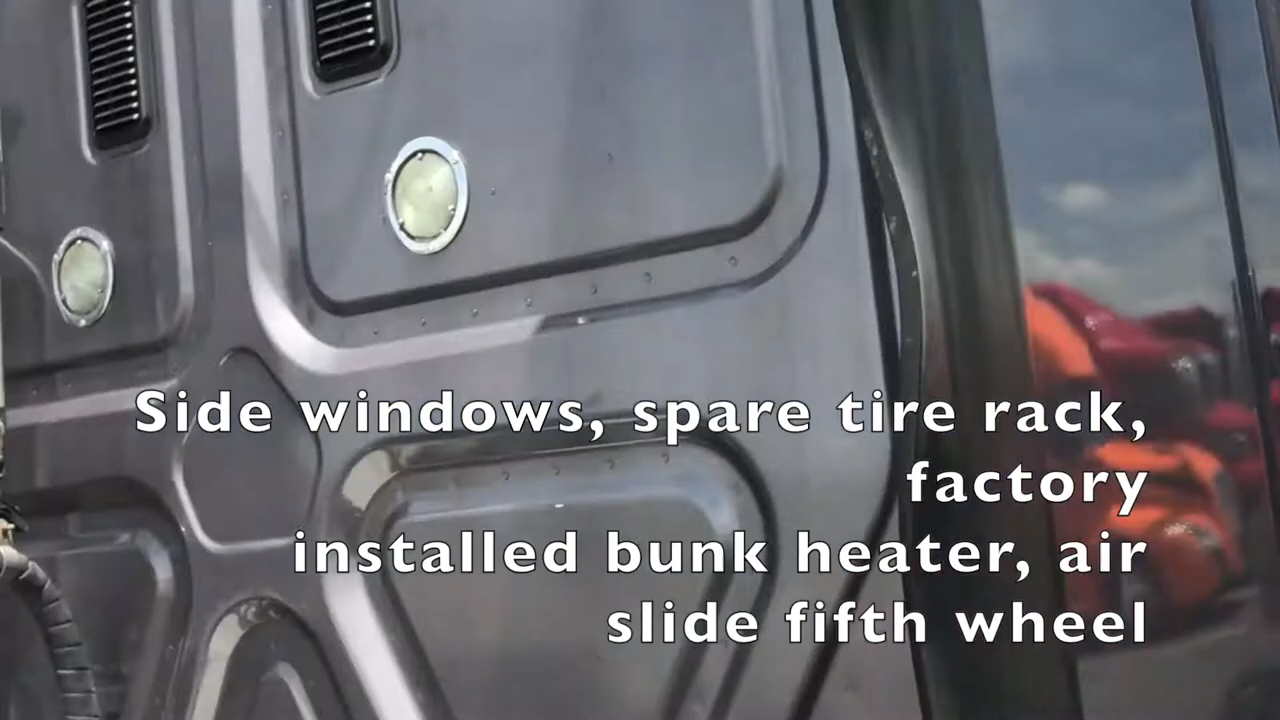 Side windows, spare tire rack,
factory
installed bunk heater, air
slide fifth wheel